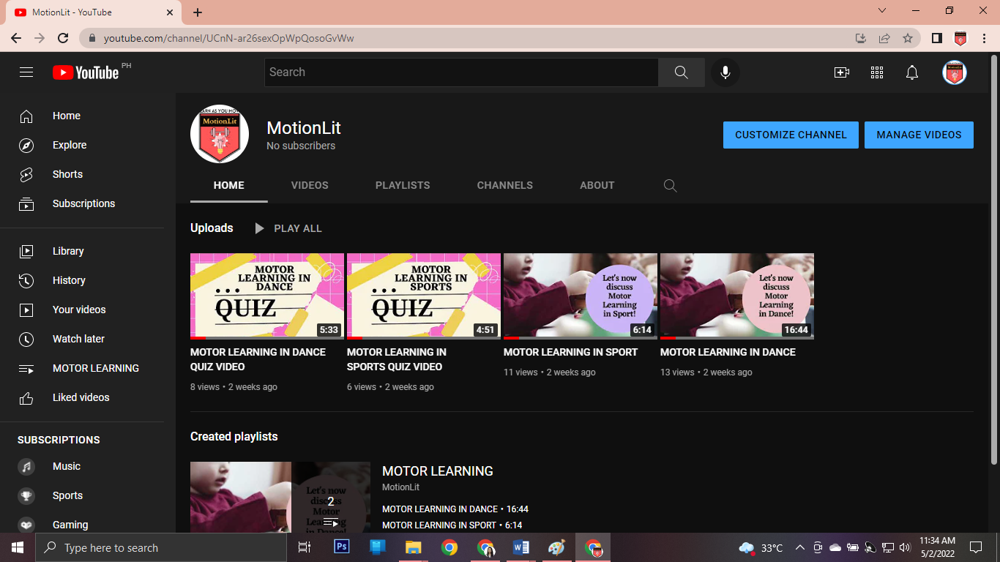 MotionLit - YouTube
youtube.com/channel/UCnN-ar26sexOpWpQosoGvWw
YouTube PH
Search
Home
Explore
Shorts
Subscriptions
Library
History
Your videos
Watch later
MOTOR LEARNING
Liked videos
SUBSCRIPTIONS
Music
Sports
Gaming
MotionLit
MotionLit
No subscribers
CUSTOMIZE CHANNEL
MANAGE VIDEOS
HOME
VIDEOS
PLAYLISTS
CHANNELS
ABOUT
Uploads
PLAY ALL
MOTOR
LEARNING IN
DANCE
QUIZ
5:33
MOTOR LEARNING IN DANCE
QUIZ VIDEO
8 views • 2 weeks ago
MOTOR
LEARNING IN
SPORTS
QUIZ
4:51
MOTOR LEARNING IN
SPORTS QUIZ VIDEO
6 views • 2 weeks ago
Let's now
discuss
Motor
Learning
in Sport!
6:14
MOTOR LEARNING IN SPORT
11 views • 2 weeks ago
Let's now
discuss
Motor
Learning
in Dance!
16:44
MOTOR LEARNING IN DANCE
13 views • 2 weeks ago
Created playlists
Let's now
discuss
Motor
Learning
in Dance!
2
MOTOR LEARNING
MotionLit
MOTOR LEARNING IN DANCE • 16:44
MOTOR LEARNING IN SPORT • 6:14
Type here to search
Ps
33°C
11:34 AM
5/2/2022